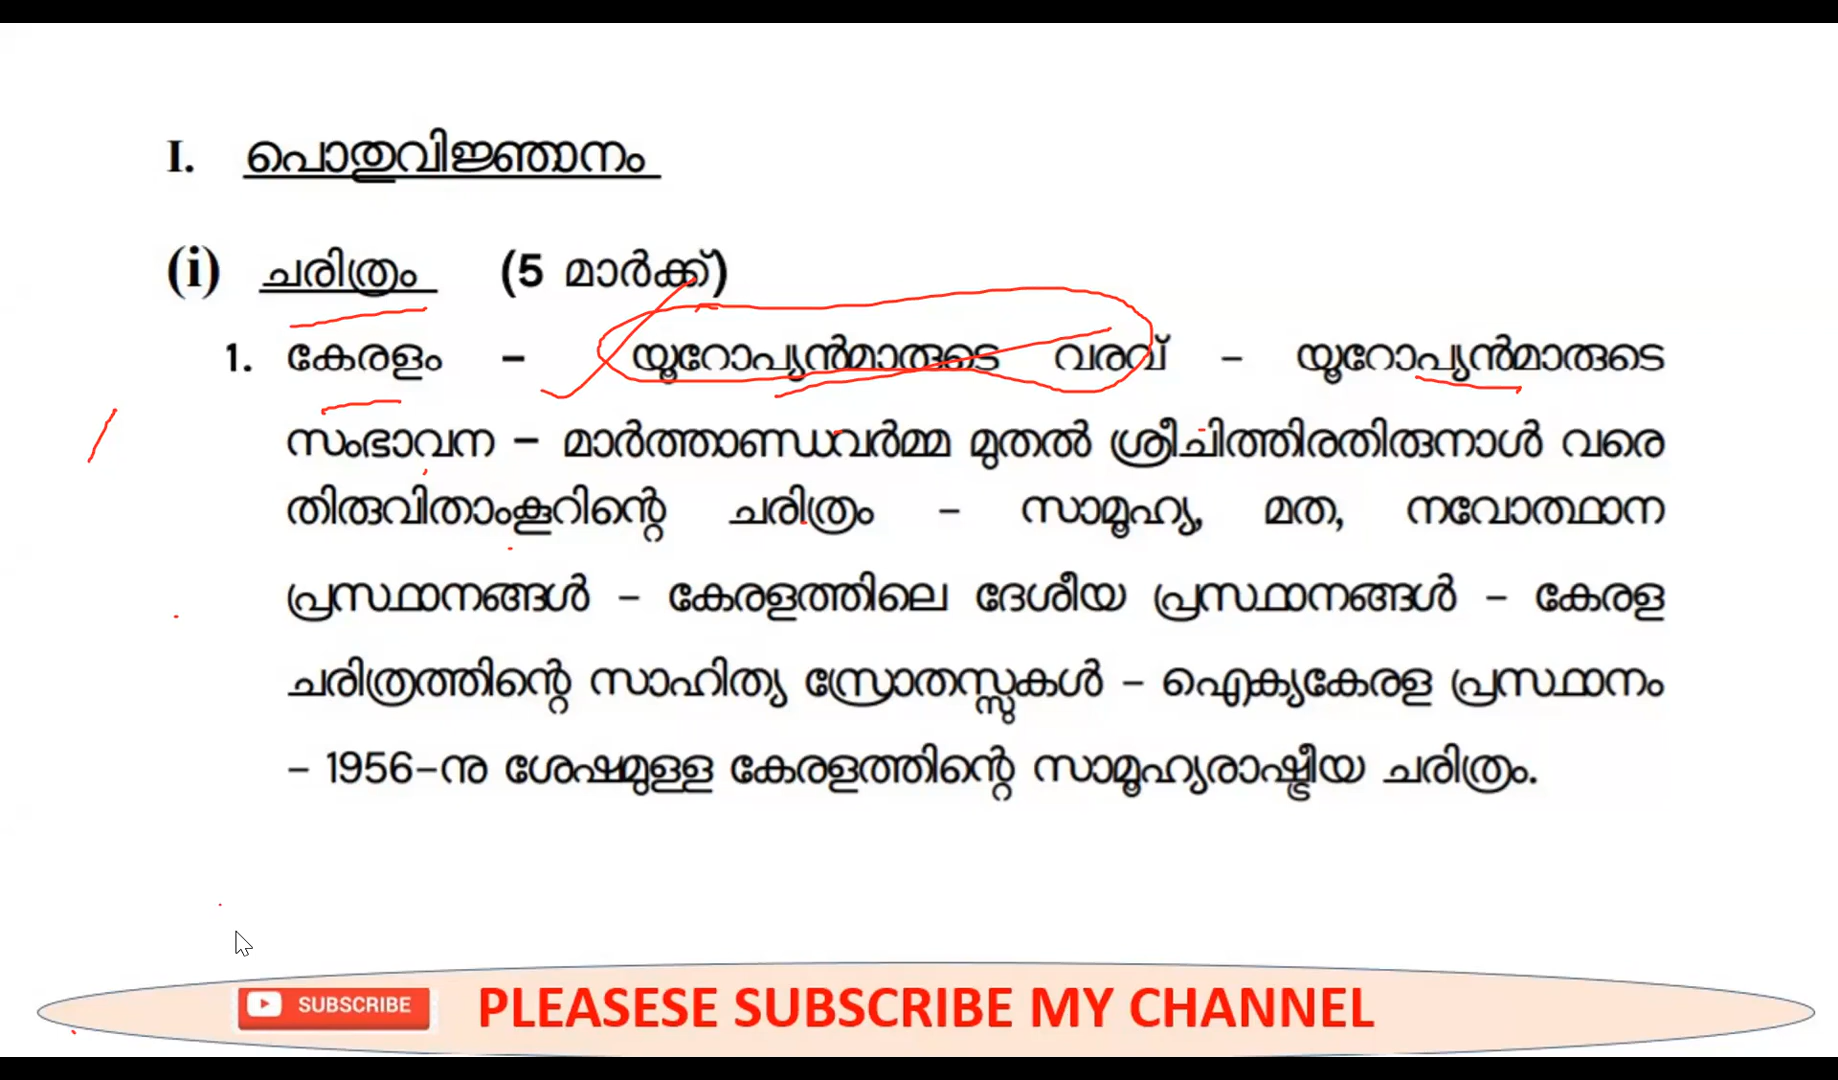 I. പൊതുവിജ്ഞാനം
(i) ചരിത്രം (5 മാർക്ക്)
1. കേരളം – യൂറോപ്യൻമാരുടെ വരവ് – യൂറോപ്യൻമാരുടെ
സംഭാവന – മാർത്താണ്ഡവർമ്മ മുതൽ ശ്രീചിത്തിരതിരുനാൾ വരെ
തിരുവിതാംകൂറിന്റെ ചരിത്രം – സാമൂഹ്യ, മത, നവോത്ഥാന
പ്രസ്ഥാനങ്ങൾ – കേരളത്തിലെ ദേശീയ പ്രസ്ഥാനങ്ങൾ – കേരള
ചരിത്രത്തിന്റെ സാഹിത്യ സ്രോതസ്സുകൾ – ഐക്യകേരള പ്രസ്ഥാനം
– 1956-നു ശേഷമുള്ള കേരളത്തിന്റെ സാമൂഹ്യരാഷ്ട്രീയ ചരിത്രം.
SUBSCRIBE PLEASESE SUBSCRIBE MY CHANNEL